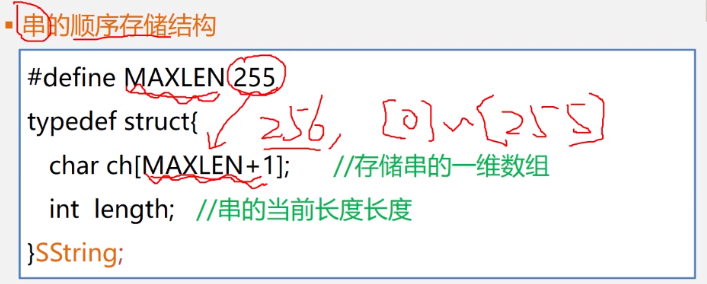 串的顺序存储结构
#define MAXLEN 255
typedef struct{
256, [0]~[255]
char ch[MAXLEN+1]; //存储串的一维数组
int length; //串的当前长度长度
}SString;